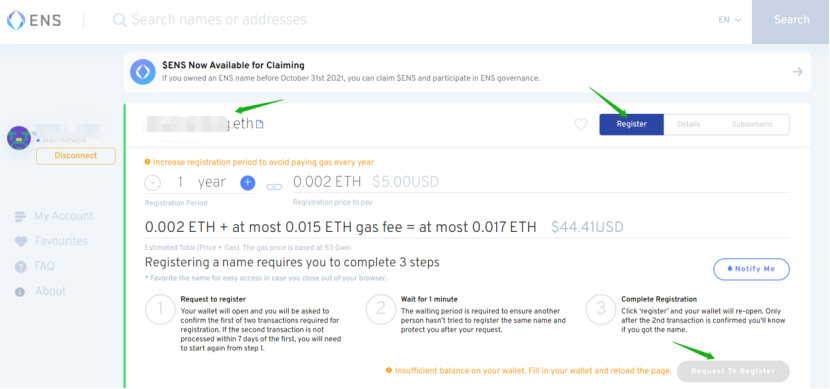 ENS
Search names or addresses
EN
Search
$ENS Now Available for Claiming
If you owned an ENS name before October 31st 2021, you can claim $ENS and participate in ENS governance.
g.eth
Register
Details
Subdomains
Main Network
Disconnect
Increase registration period to avoid paying gas every year
- 1 year +
0.002 ETH $5.00USD
Registration Period
Registration price to pay
My Account
Favourites
FAQ
About
0.002 ETH + at most 0.015 ETH gas fee = at most 0.017 ETH $44.41USD
Estimated Total (Price + Gas). The gas price is based at 53 Gwei
Registering a name requires you to complete 3 steps
* Favorite the name for easy access in case you close out of your browser.
Notify Me
1
Request to register
Your wallet will open and you will be asked to
confirm the first of two transactions required for
registration. If the second transaction is not
processed within 7 days of the first, you will need
to start again from step 1.
2
Wait for 1 minute
The waiting period is required to ensure another
person hasn't tried to register the same name and
protect you after your request.
3
Complete Registration
Click 'register' and your wallet will re-open. Only
after the 2nd transaction is confirmed you'll know
if you got the name.
Insufficient balance on your wallet. Fill in your wallet and reload the page.
Request To Register